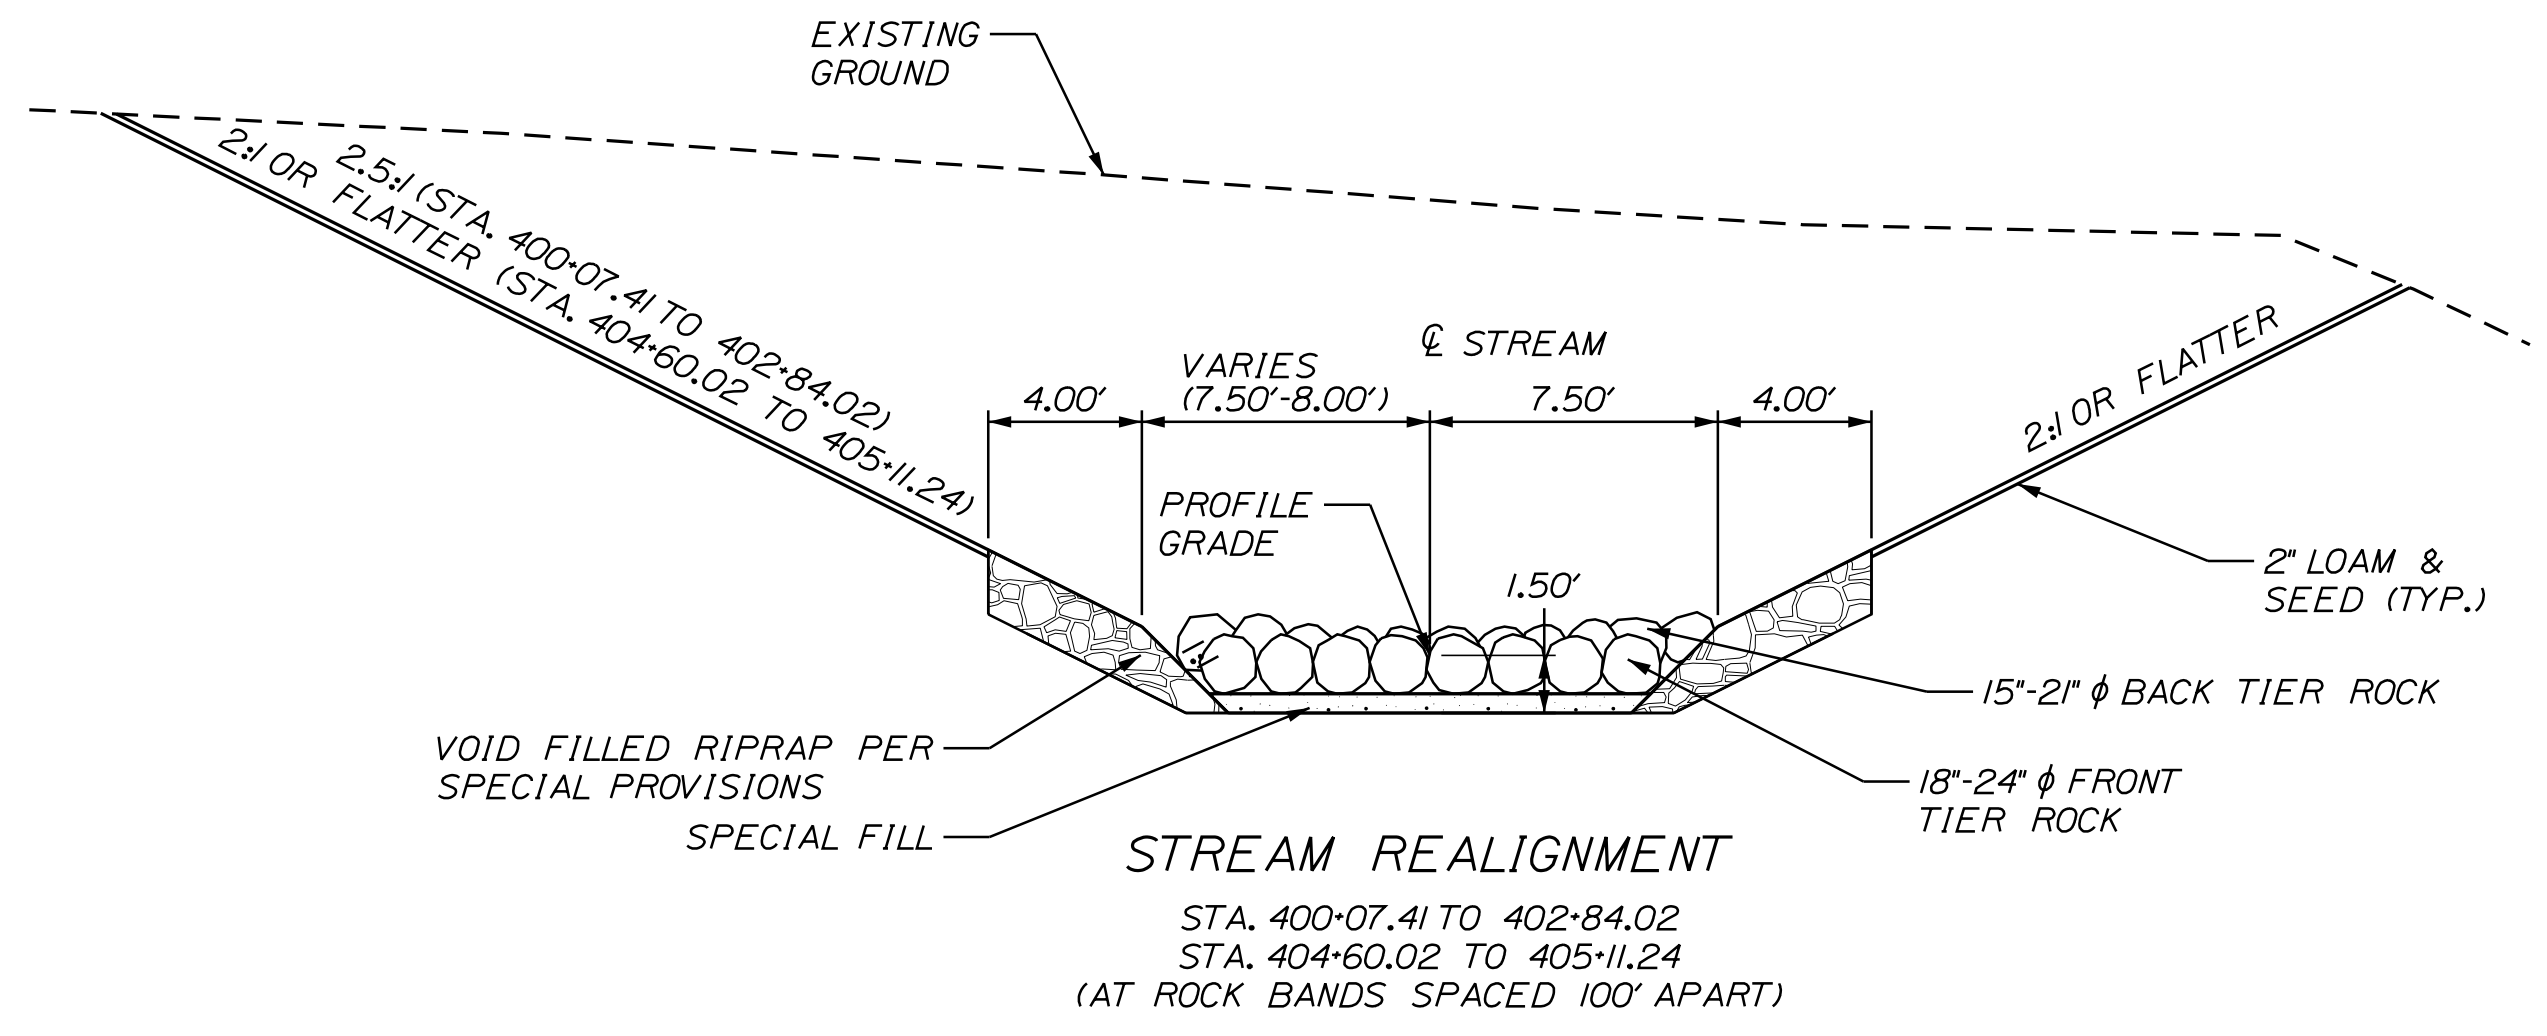 EXISTING
GROUND
2.5:1 (STA. 400+07.41 TO 402+84.02)
2:1 OR FLATTER (STA. 404+60.02 TO 405+11.24)
℄ STREAM
VARIES
4.00' (7.50'-8.00') 7.50' 4.00'
2:1 OR FLATTER
PROFILE
GRADE
1.50'
2" LOAM &
SEED (TYP.)
1:1
15"-21" ϕ BACK TIER ROCK
VOID FILLED RIPRAP PER
SPECIAL PROVISIONS
18"-24" ϕ FRONT
TIER ROCK
SPECIAL FILL
STREAM REALIGNMENT
STA. 400+07.41 TO 402+84.02
STA. 404+60.02 TO 405+11.24
(AT ROCK BANDS SPACED 100' APART)